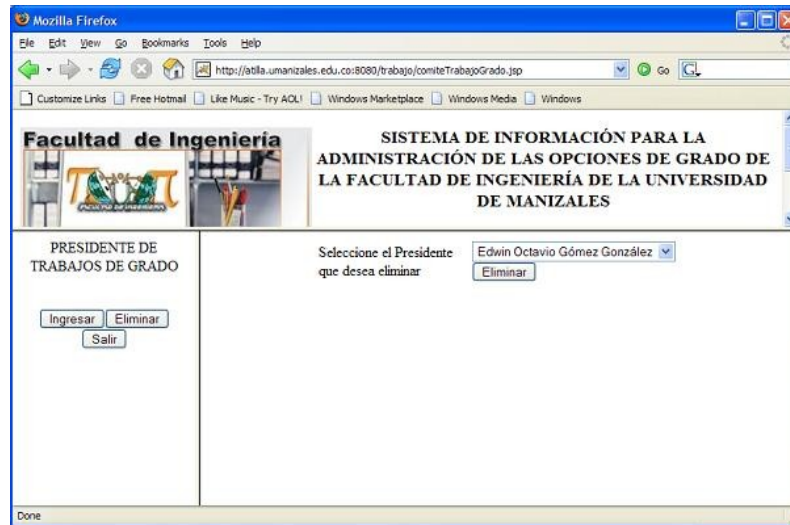 Mozilla Firefox
File Edit View Go Bookmarks Tools Help
http://atila.umanizales.edu.co:8080/trabajo/comiteTrabajoGrado.jsp Go
Customize Links Free Hotmail Like Music - Try AOL! Windows Marketplace Windows Media Windows
Facultad de Ingeniería
SISTEMA DE INFORMACIÓN PARA LA
ADMINISTRACIÓN DE LAS OPCIONES DE GRADO DE
LA FACULTAD DE INGENIERÍA DE LA UNIVERSIDAD
DE MANIZALES
PRESIDENTE DE
TRABAJOS DE GRADO
Ingresar Eliminar
Salir
Seleccione el Presidente Edwin Octavio Gómez González
que desea eliminar Eliminar
Done